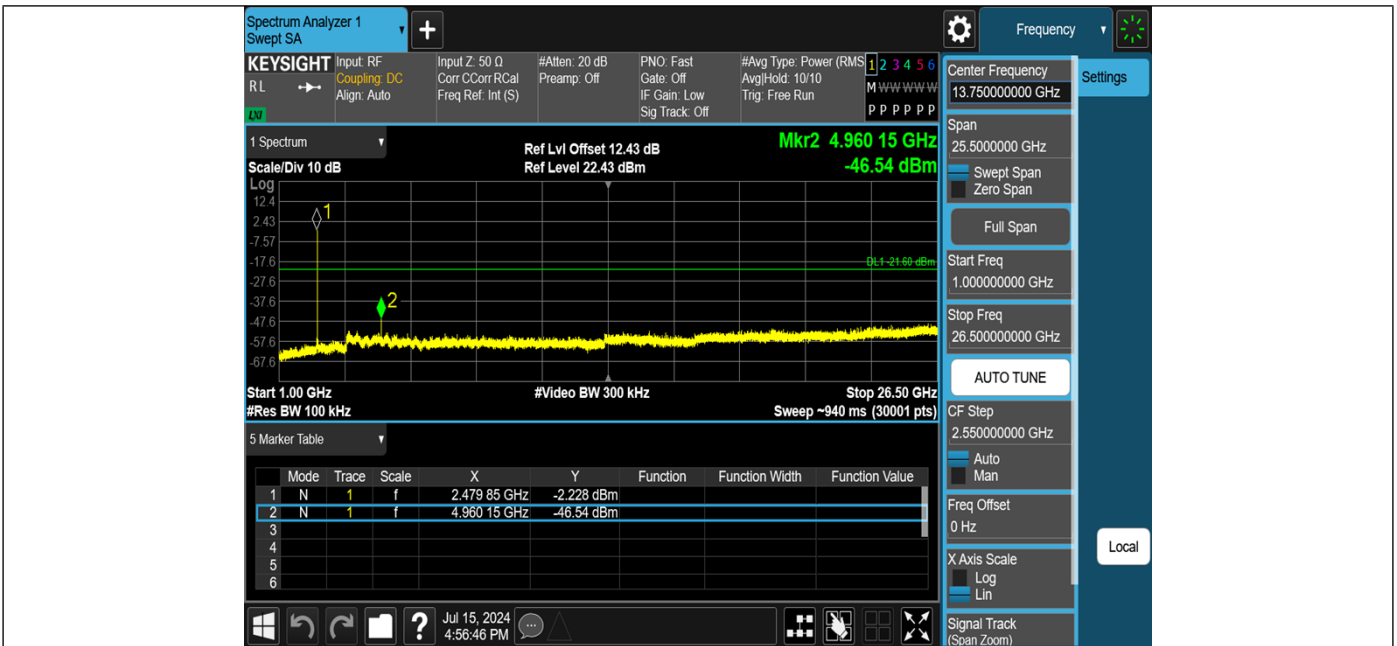 Spectrum Analyzer 1
Swept SA
+
Frequency
KEYSIGHT
R L
LXI
Input: RF
Coupling: DC
Align: Auto
Input Z: 50 Ω
Corr CCorr RCal
Freq Ref: Int (S)
#Atten: 20 dB
Preamp: Off
PNO: Fast
Gate: Off
IF Gain: Low
Sig Track: Off
#Avg Type: Power (RMS
Avg|Hold: 10/10
Trig: Free Run
1 2 3 4 5 6
M W W W W W
P P P P P P
1 Spectrum
Scale/Div 10 dB
Ref Lvl Offset 12.43 dB
Ref Level 22.43 dBm
Mkr2 4.960 15 GHz
-46.54 dBm
Log
12.4
2.43
-7.57
-17.6
-27.6
-37.6
-47.6
-57.6
-67.6
1
2
DL1 -21.60 dBm
Start 1.00 GHz
#Video BW 300 kHz
Stop 26.50 GHz
#Res BW 100 kHz
Sweep ~940 ms (30001 pts)
5 Marker Table
Mode Trace Scale X Y Function Function Width Function Value
1 N 1 f 2.479 85 GHz -2.228 dBm
2 N 1 f 4.960 15 GHz -46.54 dBm
3
4
5
6
Center Frequency
13.750000000 GHz
Settings
Span
25.5000000 GHz
Swept Span
Zero Span
Full Span
Start Freq
1.000000000 GHz
Stop Freq
26.500000000 GHz
AUTO TUNE
CF Step
2.550000000 GHz
Auto
Man
Freq Offset
0 Hz
X Axis Scale
Log
Lin
Local
Signal Track
(Span Zoom)
?
Jul 15, 2024
4:56:46 PM